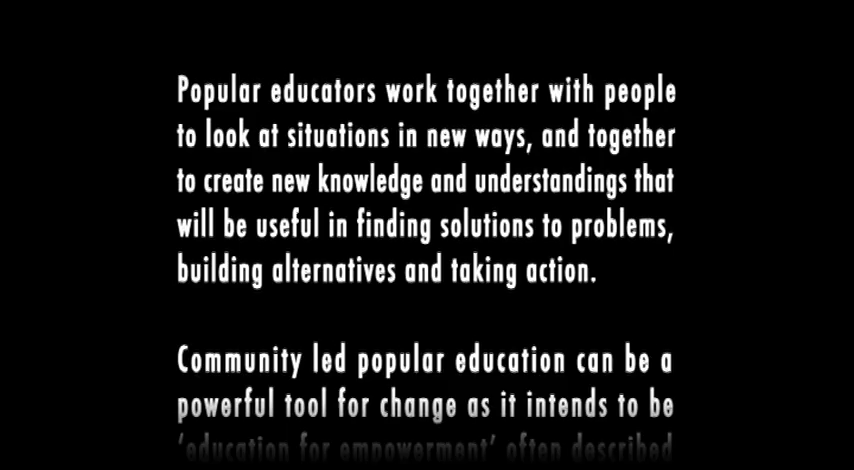 Popular educators work together with people
to look at situations in new ways, and together
to create new knowledge and understandings that
will be useful in finding solutions to problems,
building alternatives and taking action.
Community led popular education can be a
powerful tool for change as it intends to be
‘education for empowerment’ often described